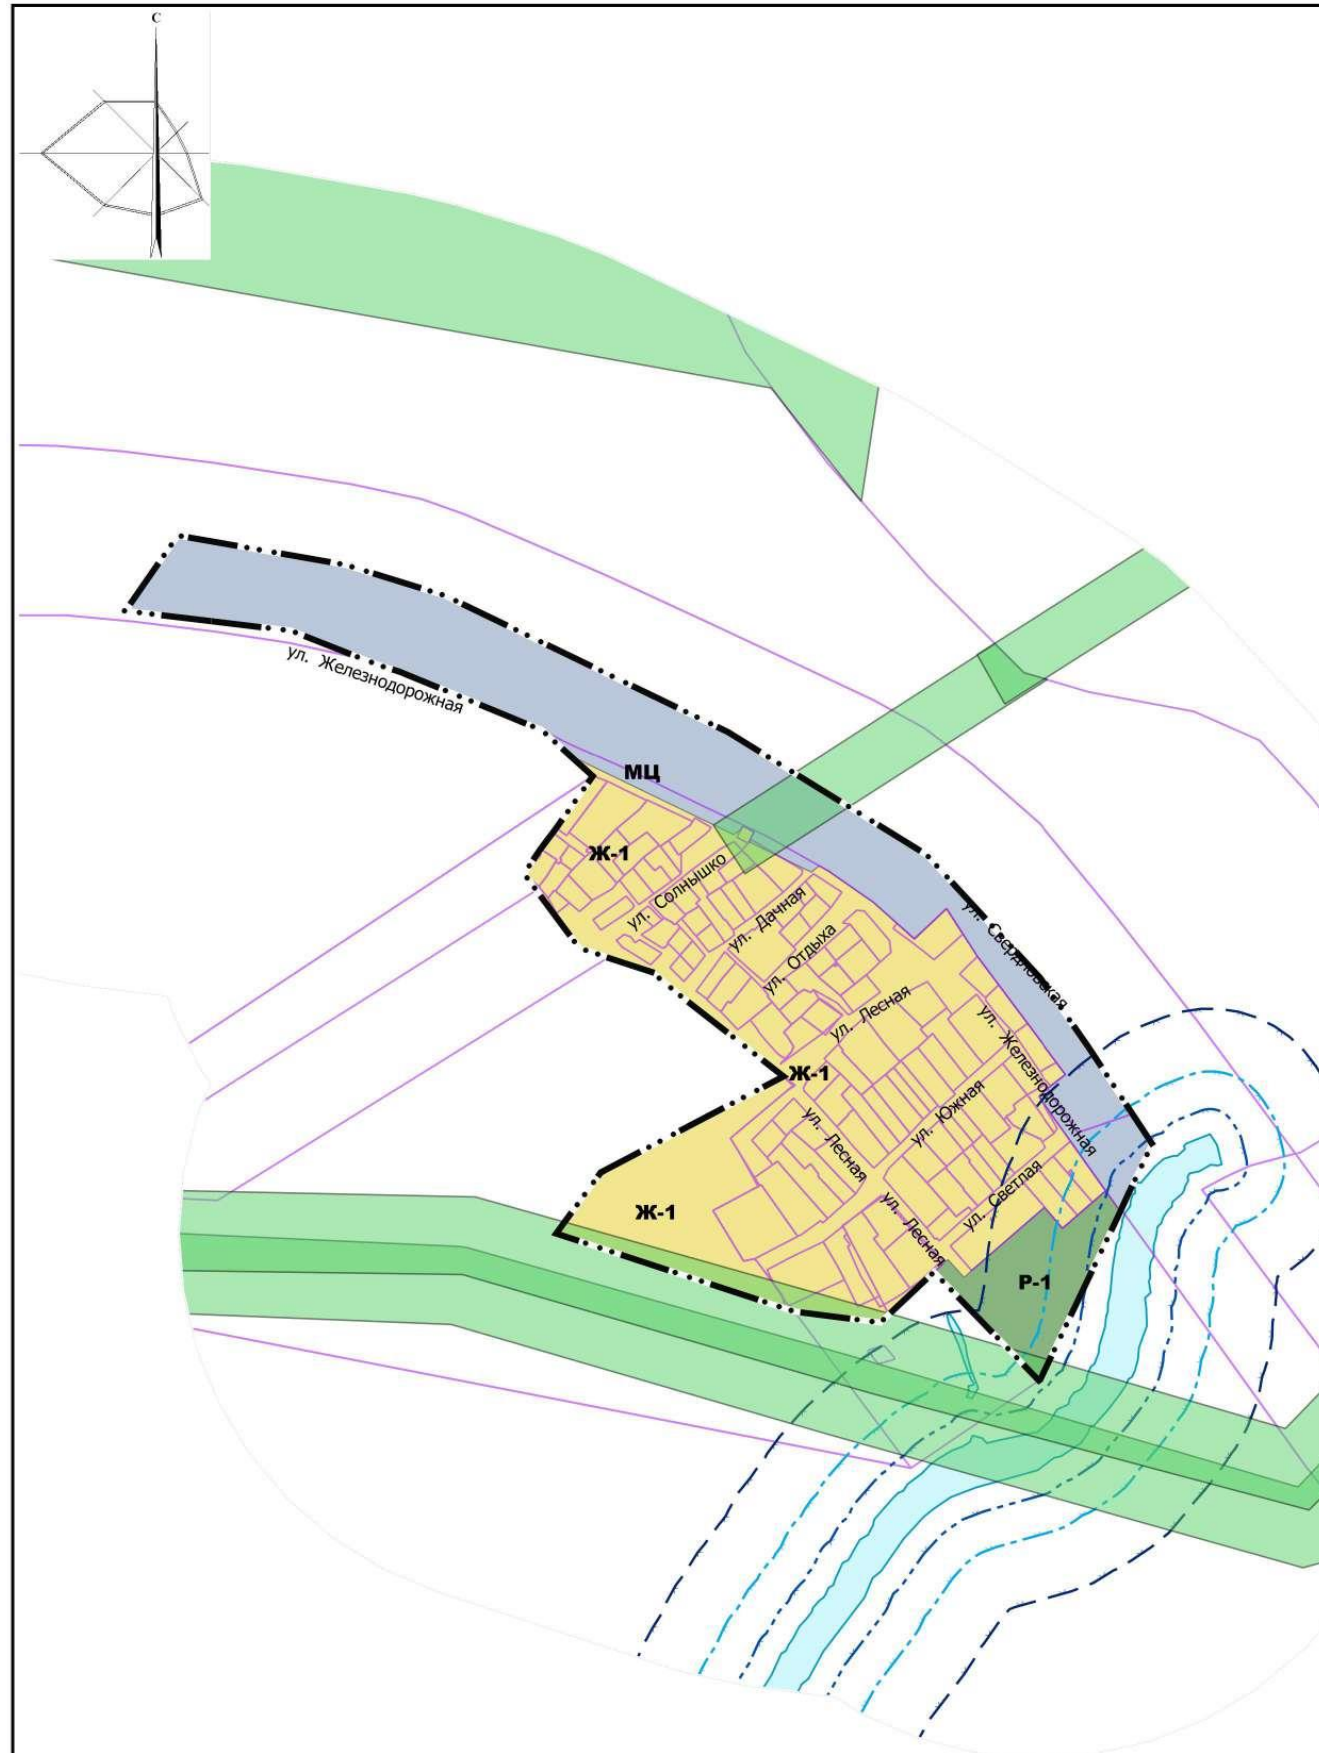 С
ул. Железнодорожная
МЦ
Ж-1
ул. Солнышко
ул. Дачная
ул. Отдыха
ул. Свердловская
ул. Лесная
ул. Железнодорожная
Ж-1
ул. Южная
ул. Лесная
ул. Светлая
Ж-1
ул. Лесная
Р-1